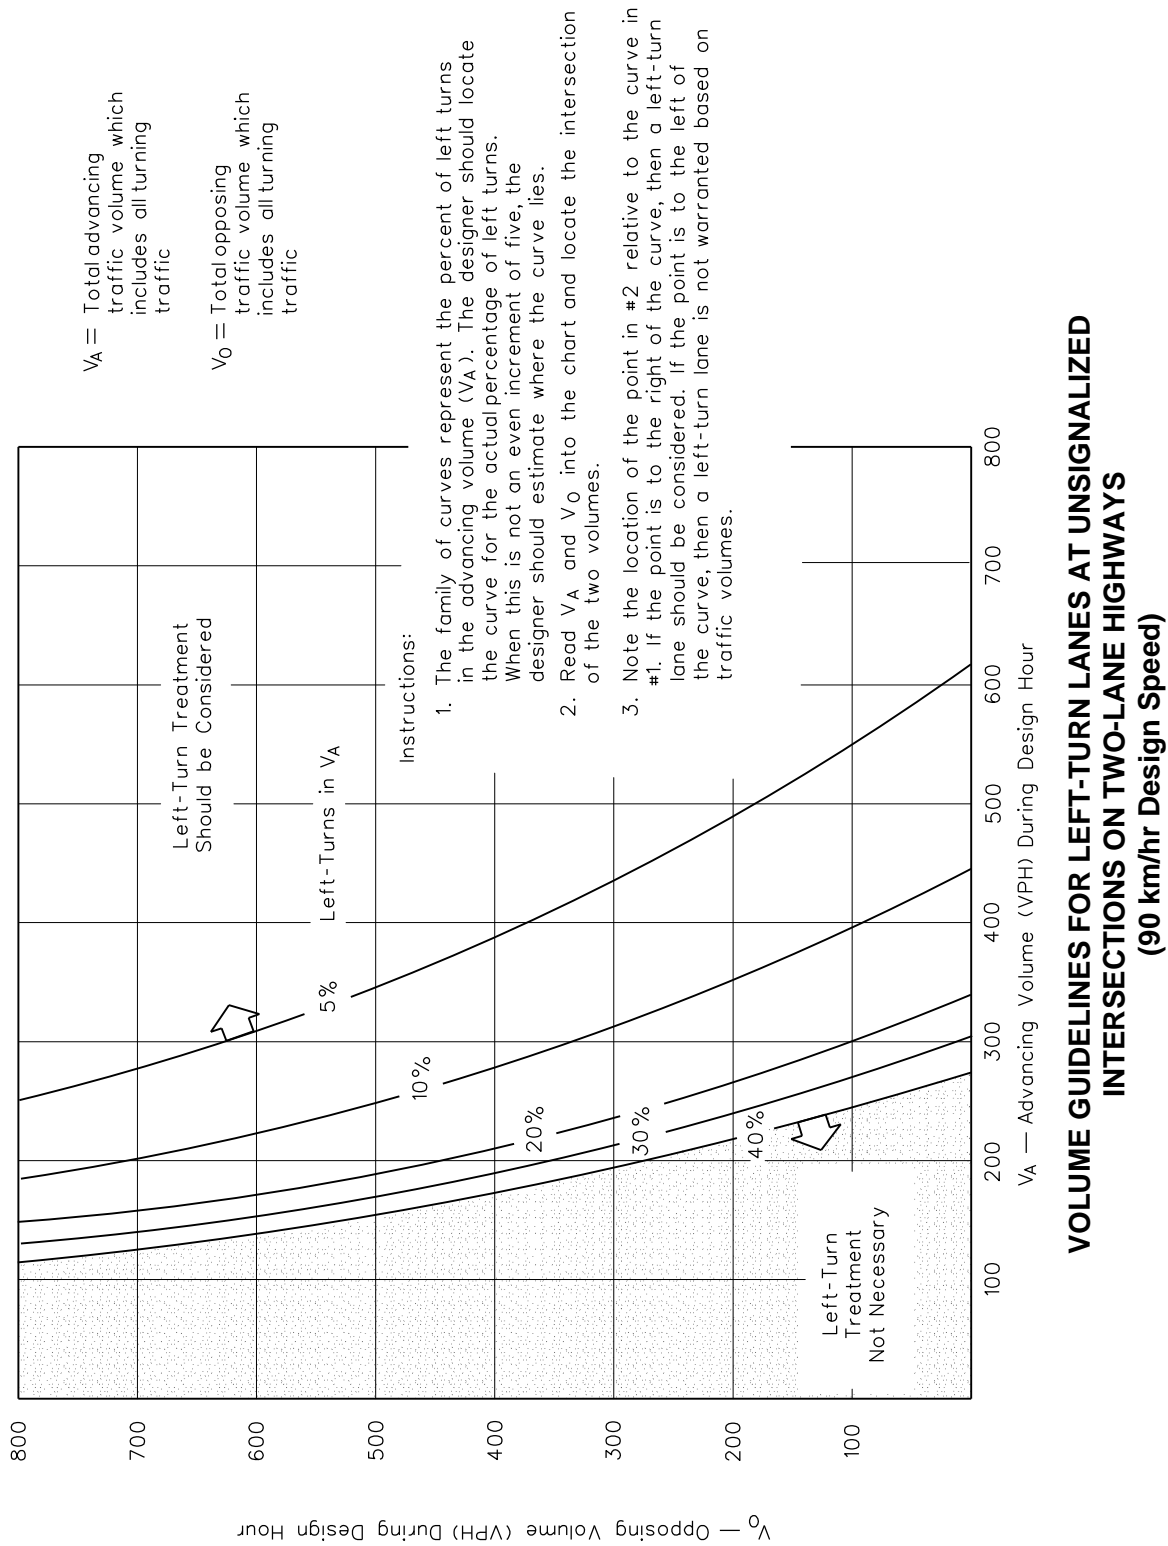 800
700
600
500
400
300
200
100
V_O — Opposing Volume (VPH) During Design Hour
100
200
300
400
500
600
700
800
V_A — Advancing Volume (VPH) During Design Hour
Left-Turn Treatment
Should be Considered
Left-Turns in V_A
5%
10%
20%
30%
40%
Left-Turn
Treatment
Not Necessary
V_A = Total advancing
traffic volume which
includes all turning
traffic
V_O = Total opposing
traffic volume which
includes all turning
traffic
Instructions:
1. The family of curves represent the percent of left turns
in the advancing volume (V_A). The designer should locate
the curve for the actual percentage of left turns.
When this is not an even increment of five, the
designer should estimate where the curve lies.
2. Read V_A and V_O into the chart and locate the intersection
of the two volumes.
3. Note the location of the point in #2 relative to the curve in
#1. If the point is to the right of the curve, then a left-turn
lane should be considered. If the point is to the left of
the curve, then a left-turn lane is not warranted based on
traffic volumes.
VOLUME GUIDELINES FOR LEFT-TURN LANES AT UNSIGNALIZED
INTERSECTIONS ON TWO-LANE HIGHWAYS
(90 km/hr Design Speed)